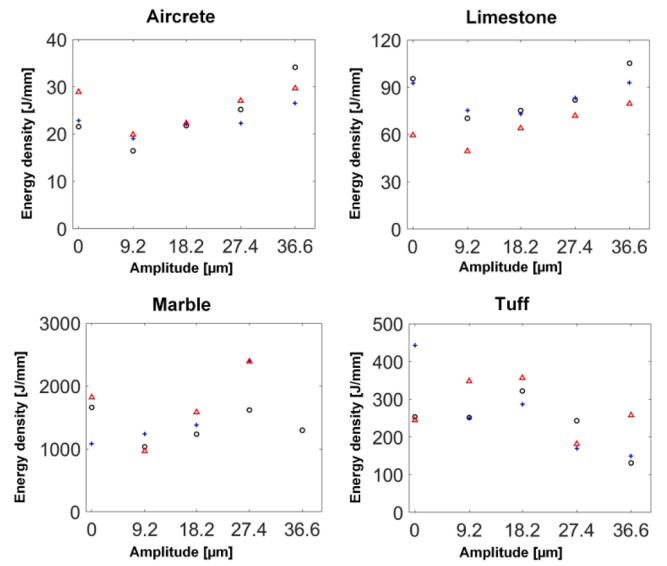 Aircrete
40
30
20
10
0
Energy density [J/mm]
0 9.2 18.2 27.4 36.6
Amplitude [µm]
Limestone
120
90
60
30
0
Energy density [J/mm]
0 9.2 18.2 27.4 36.6
Amplitude [µm]
Marble
3000
2000
1000
0
Energy density [J/mm]
0 9.2 18.2 27.4 36.6
Amplitude [µm]
Tuff
500
400
300
200
100
0
Energy density [J/mm]
0 9.2 18.2 27.4 36.6
Amplitude [µm]